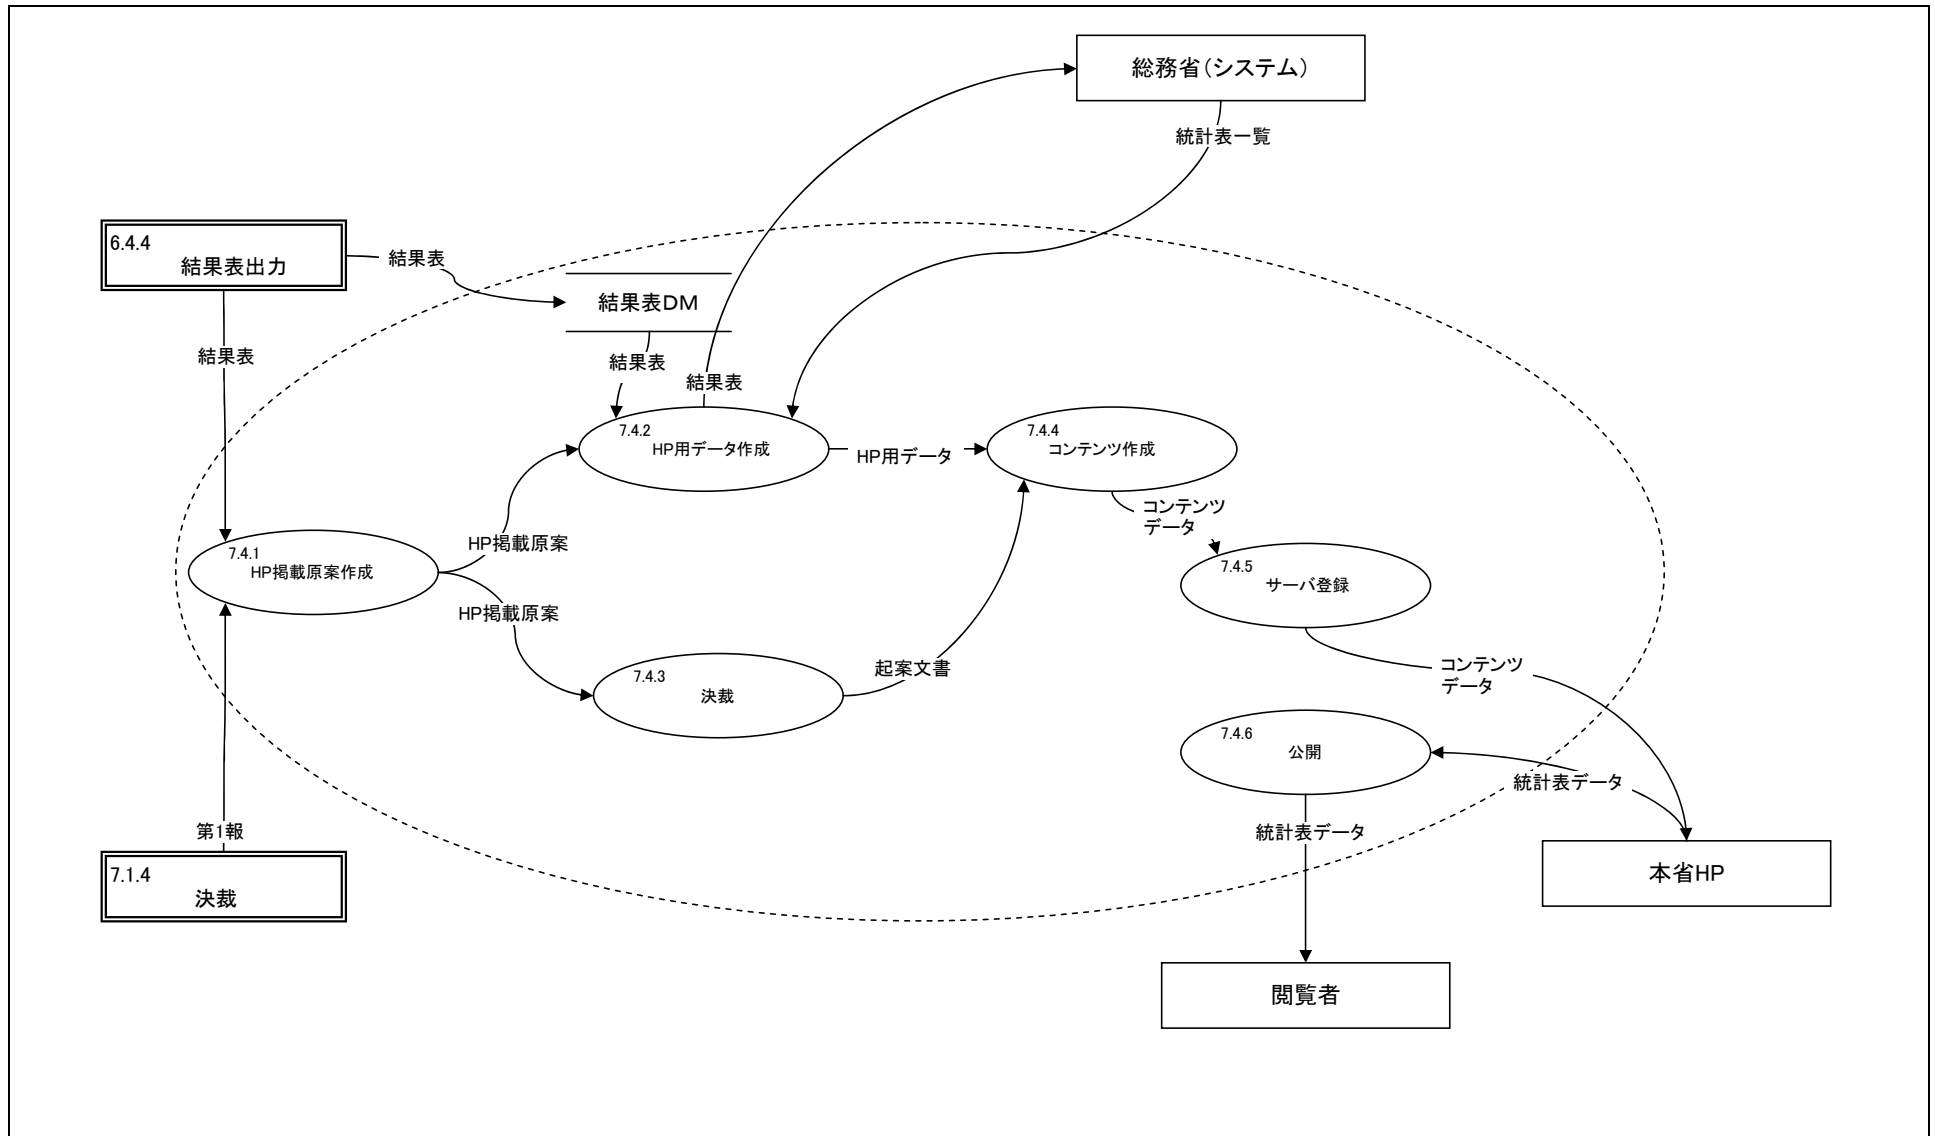 総務省（システム）
統計表一覧
6.4.4
結果表出力
結果表
結果表DM
結果表
結果表
結果表
7.4.2
HP用データ作成
HP用データ
7.4.4
コンテンツ作成
コンテンツ
データ
HP掲載原案
7.4.1
HP掲載原案作成
HP掲載原案
7.4.5
サーバ登録
7.4.3
決裁
起案文書
コンテンツ
データ
7.4.6
公開
統計表データ
統計表データ
第1報
7.1.4
決裁
本省HP
閲覧者